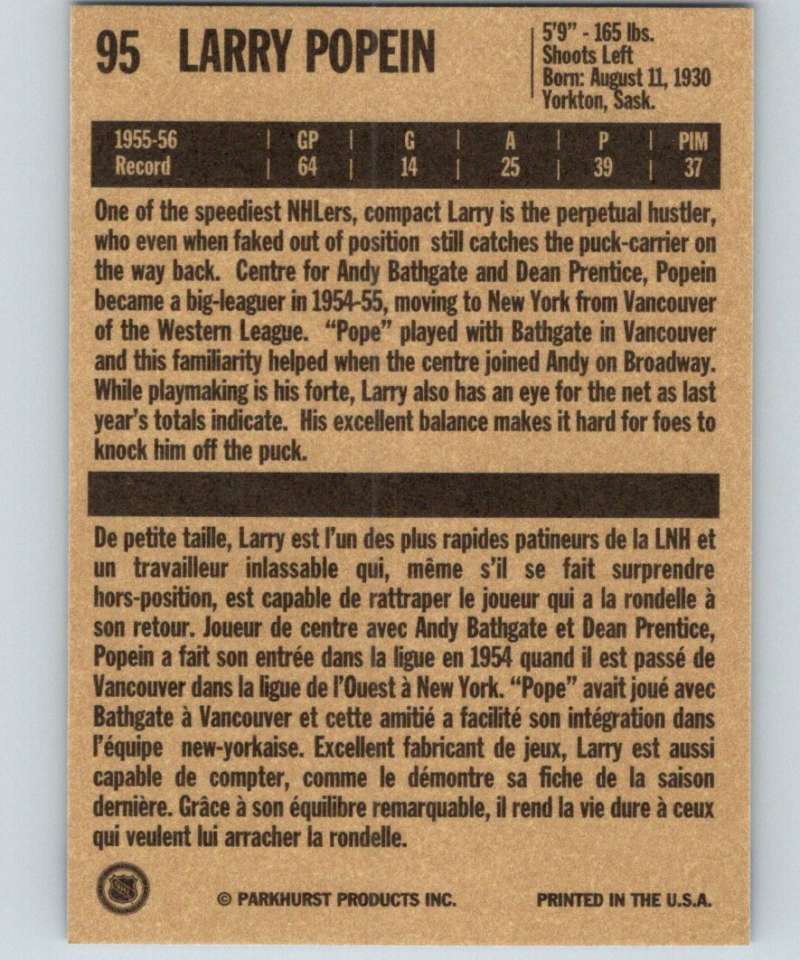 95 LARRY POPEIN
5'9" - 165 lbs.
Shoots Left
Born: August 11, 1930
Yorkton, Sask.
1955-56 | GP | G | A | P | PIM
Record | 64 | 14 | 25 | 39 | 37
One of the speediest NHLers, compact Larry is the perpetual hustler,
who even when faked out of position still catches the puck-carrier on
the way back. Centre for Andy Bathgate and Dean Prentice, Popein
became a big-leaguer in 1954-55, moving to New York from Vancouver
of the Western League. "Pope" played with Bathgate in Vancouver
and this familiarity helped when the centre joined Andy on Broadway.
While playmaking is his forte, Larry also has an eye for the net as last
year's totals indicate. His excellent balance makes it hard for foes to
knock him off the puck.
De petite taille, Larry est l'un des plus rapides patineurs de la LNH et
un travailleur inlassable qui, même s'il se fait surprendre
hors-position, est capable de rattraper le joueur qui a la rondelle à
son retour. Joueur de centre avec Andy Bathgate et Dean Prentice,
Popein a fait son entrée dans la ligue en 1954 quand il est passé de
Vancouver dans la ligue de l'Ouest à New York. "Pope" avait joué avec
Bathgate à Vancouver et cette amitié a facilité son intégration dans
l'équipe new-yorkaise. Excellent fabricant de jeux, Larry est aussi
capable de compter, comme le démontre sa fiche de la saison
dernière. Grâce à son équilibre remarquable, il rend la vie dure à ceux
qui veulent lui arracher la rondelle.
© PARKHURST PRODUCTS INC. PRINTED IN THE U.S.A.